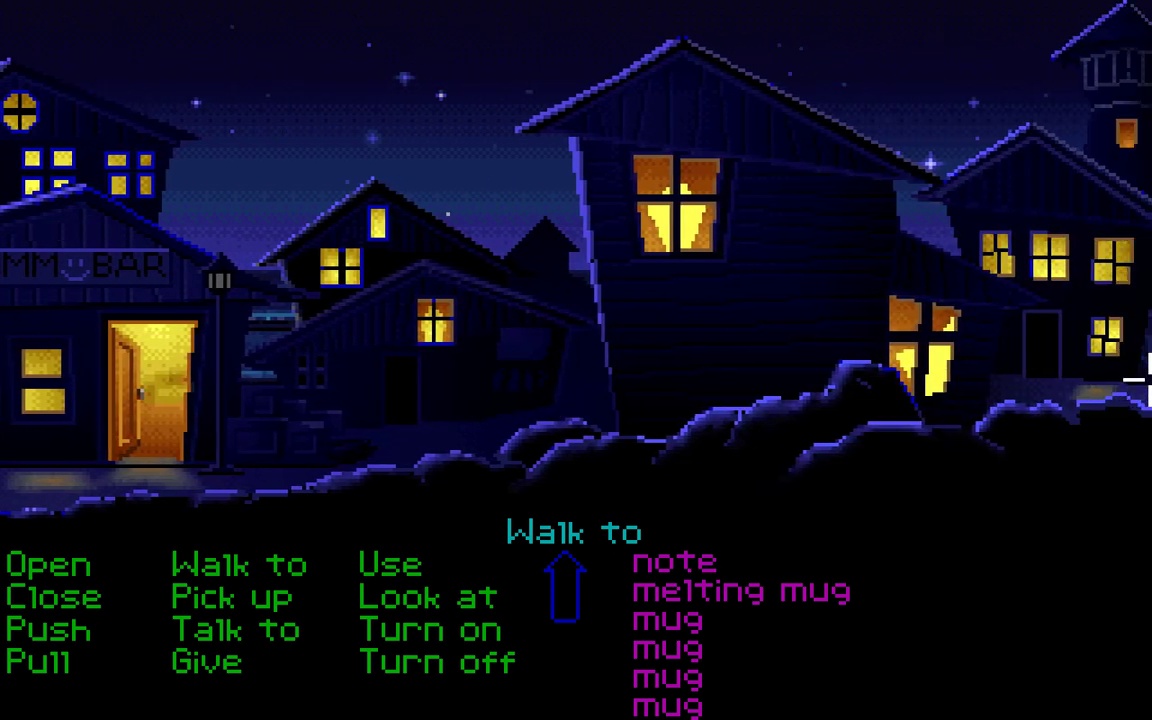 MM BAR
Walk to
Open Walk to Use
Close Pick up Look at
Push Talk to Turn on
Pull Give Turn off
note
melting mug
mug
mug
mug
mug